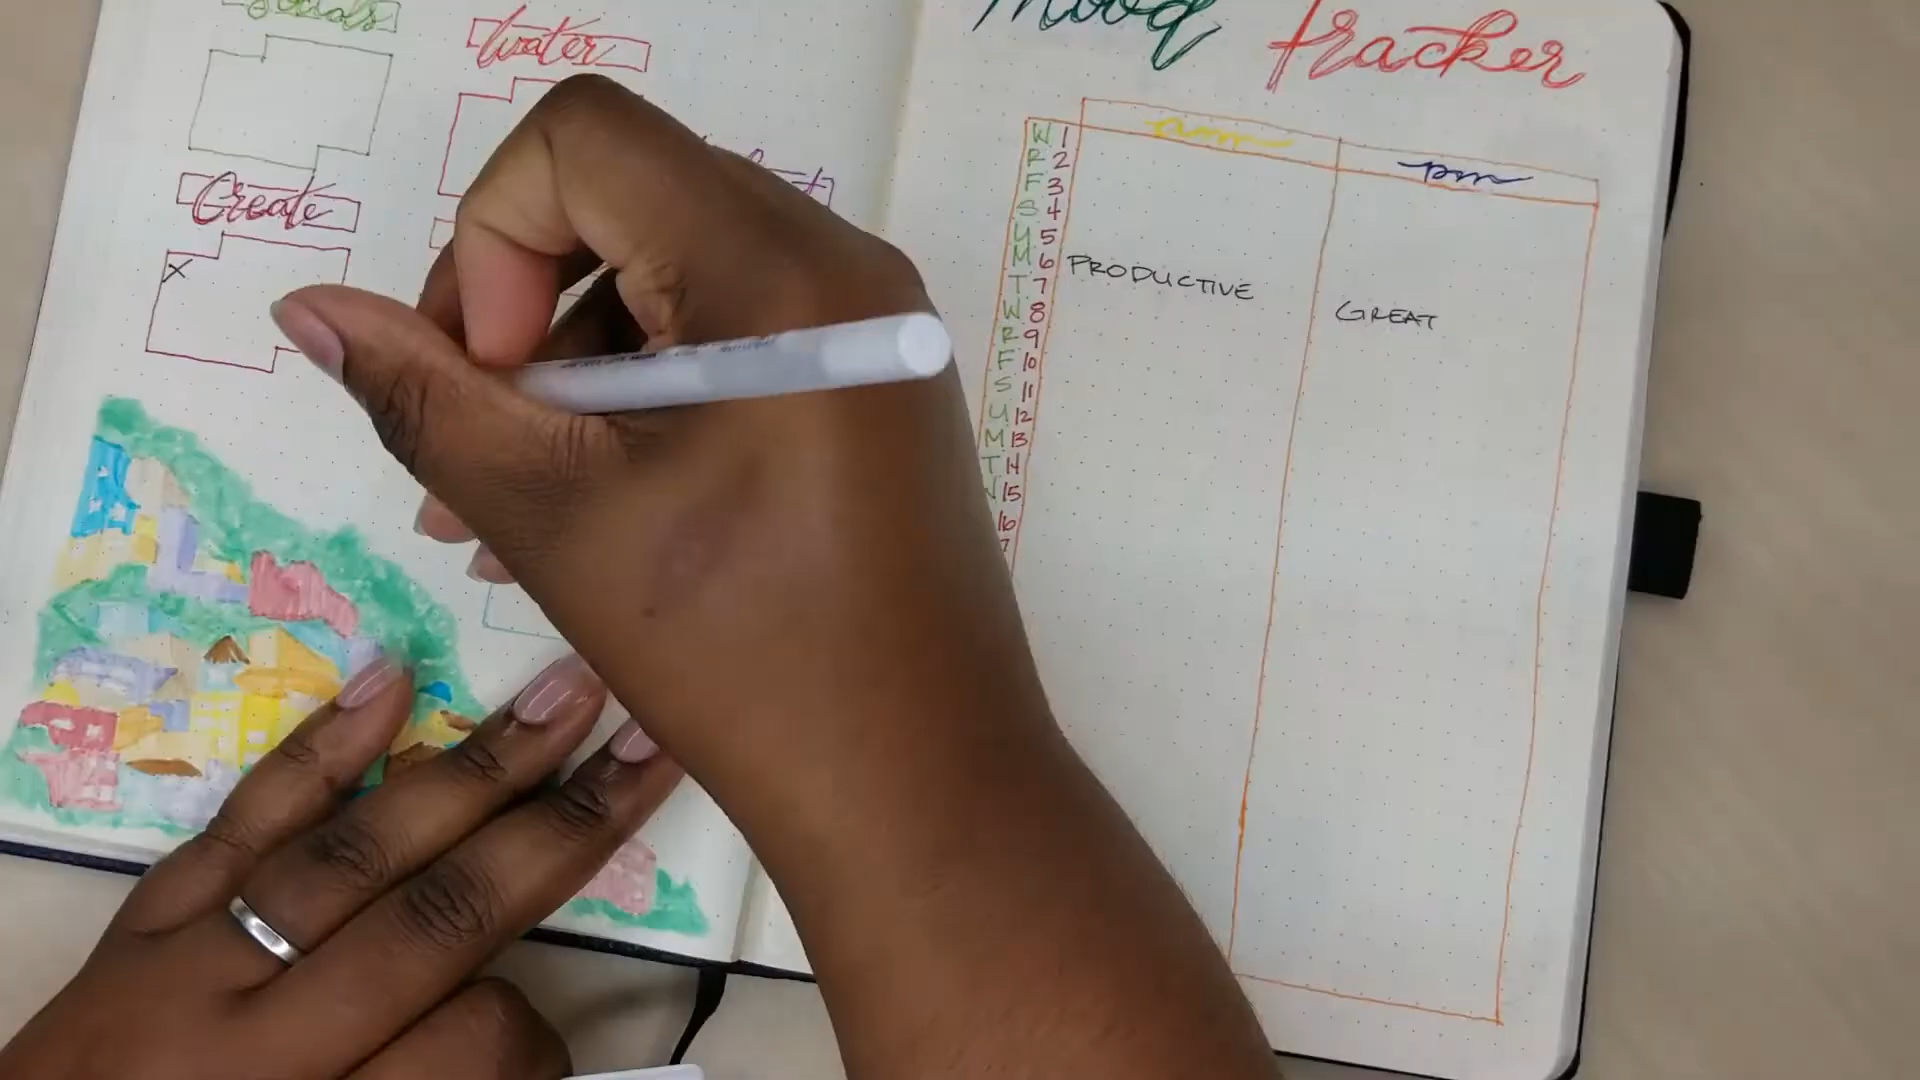 Socials
Water
Create
X
Mood tracker
am
pm
W 1
R 2
F 3
S 4
U 5
M 6 PRODUCTIVE GREAT
T 7
W 8
R 9
F 10
S 11
U 12
M 13
T 14
15
16